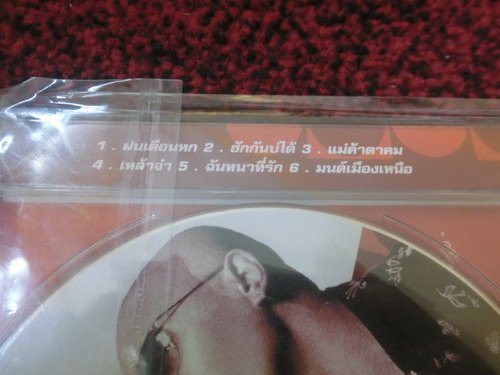 1 . ฝนเดือนหก 2 . ฮักกันบ่ได้ 3 . แม่ค้าตาคม
4 . เหล้าจ๋า 5 . ฉันทนาที่รัก 6 . มนต์เมืองเหนือ